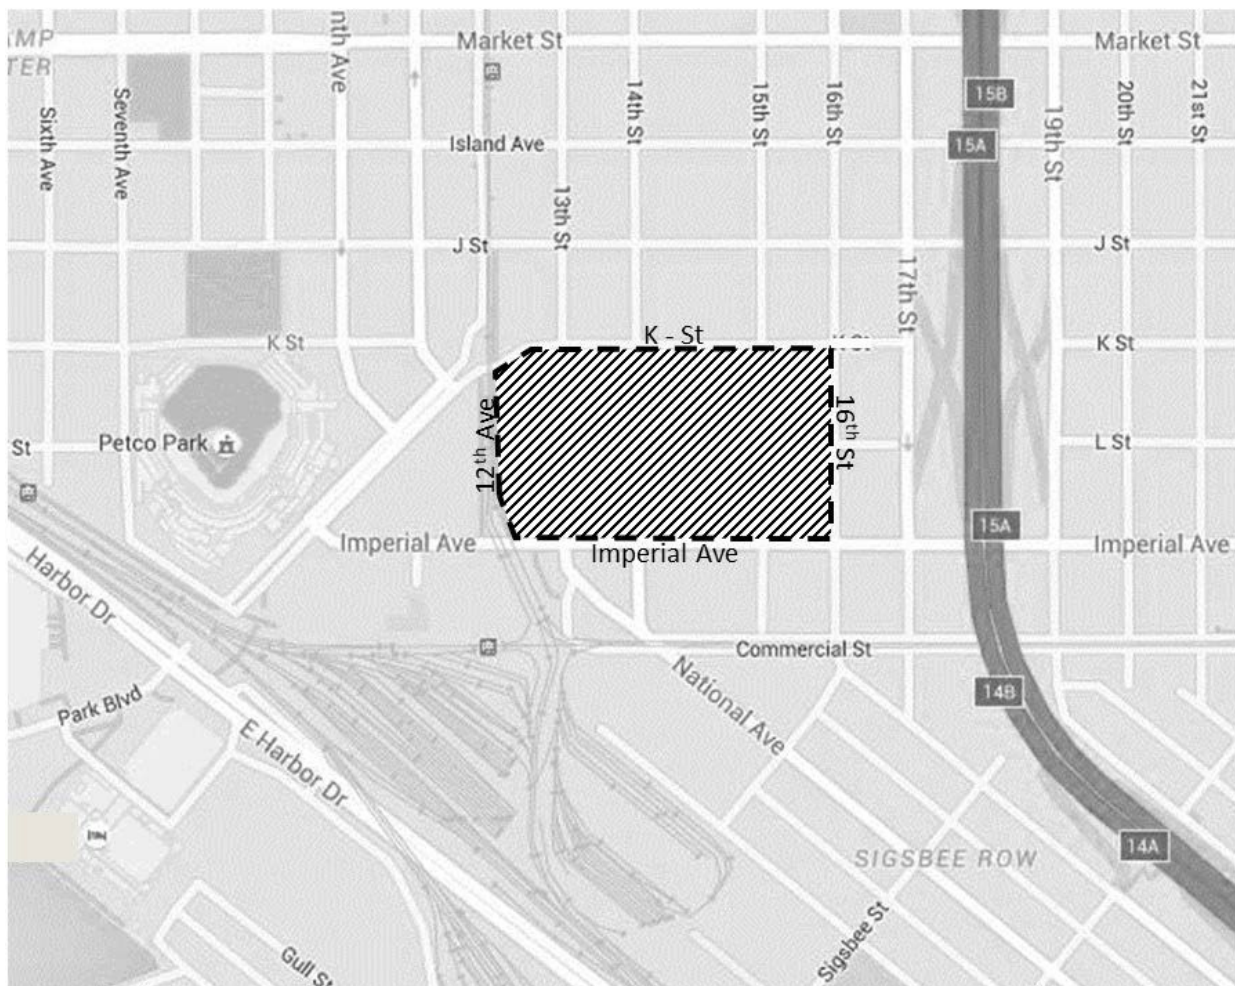 AMP
TER
nth Ave
Market St
Market St
15B
Sixth Ave
Seventh Ave
14th St
15th St
16th St
19th St
20th St
21st St
Island Ave
15A
13th St
J St
J St
17th St
K St
K - St
K St
K St
12th Ave
16th St
St
Petco Park
L St
15A
Imperial Ave
Imperial Ave
Imperial Ave
Harbor Dr
Commercial St
Park Blvd
National Ave
14B
E Harbor Dr
14A
SIGSBEE ROW
Sigsbee St
Gull St